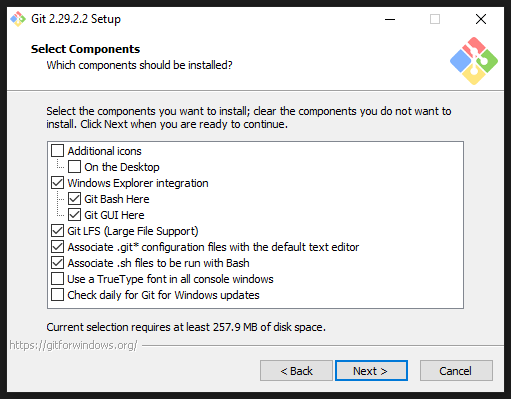 Git 2.29.2.2 Setup
Select Components
Which components should be installed?
Select the components you want to install; clear the components you do not want to
install. Click Next when you are ready to continue.
Additional icons
On the Desktop
Windows Explorer integration
Git Bash Here
Git GUI Here
Git LFS (Large File Support)
Associate .git* configuration files with the default text editor
Associate .sh files to be run with Bash
Use a TrueType font in all console windows
Check daily for Git for Windows updates
Current selection requires at least 257.9 MB of disk space.
https://gitforwindows.org/
< Back
Next >
Cancel